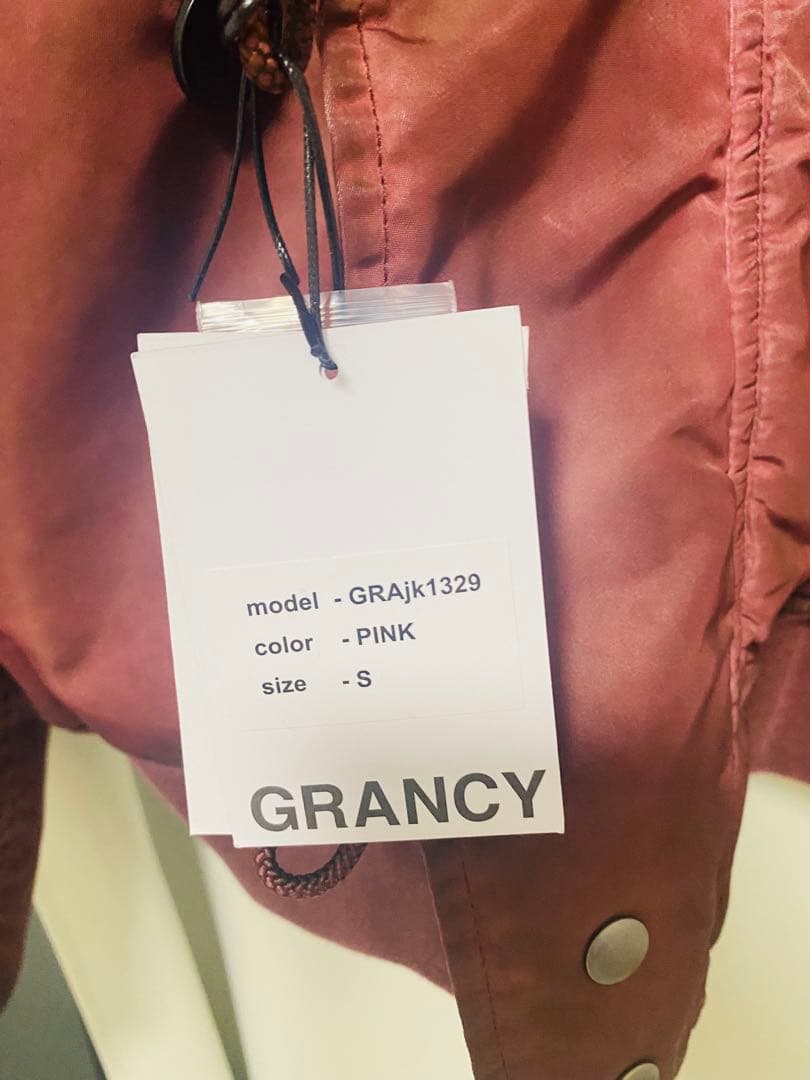 model - GRAjk1329
color - PINK
size - S
GRANCY